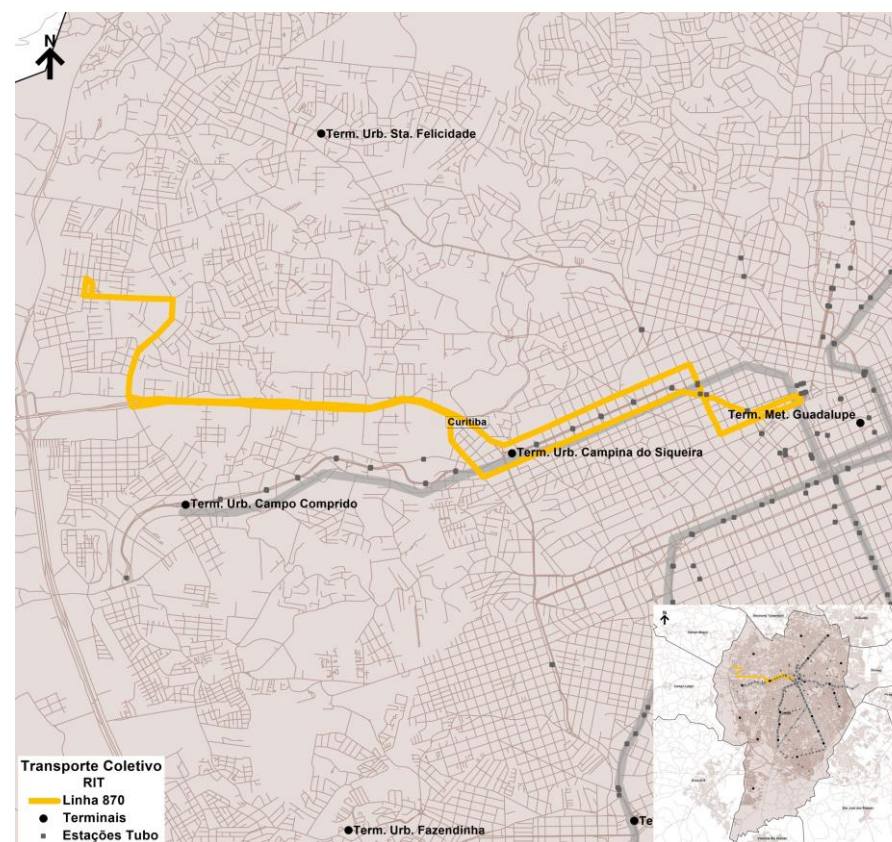 N
Term. Urb. Sta. Felicidade
Curitiba
Term. Met. Guadalupe
Term. Urb. Campina do Siqueira
Term. Urb. Campo Comprido
Term. Urb. Fazendinha
Te
N
Transporte Coletivo
RIT
Linha 870
Terminais
Estações Tubo